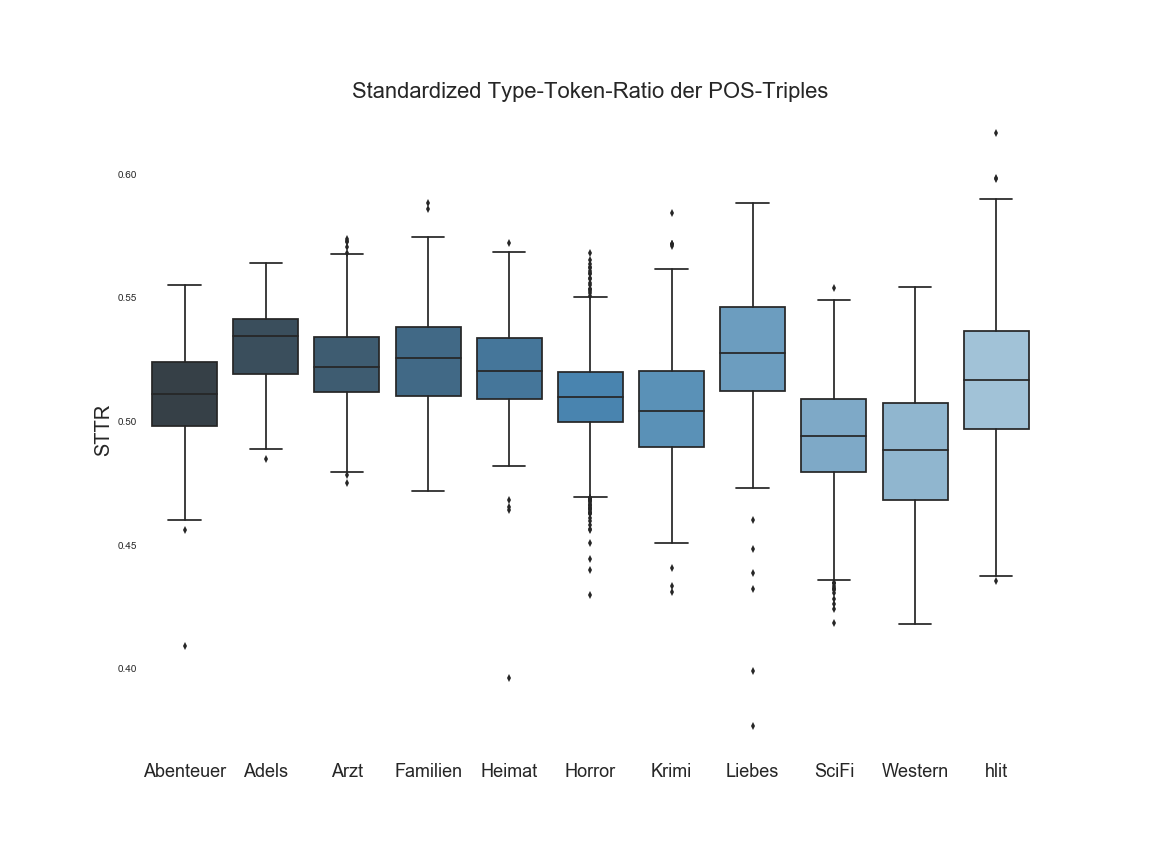 Standardized Type-Token-Ratio der POS-Triples
0.60
0.55
0.50
0.45
0.40
STTR
Abenteuer Adels Arzt Familien Heimat Horror Krimi Liebes SciFi Western hlit